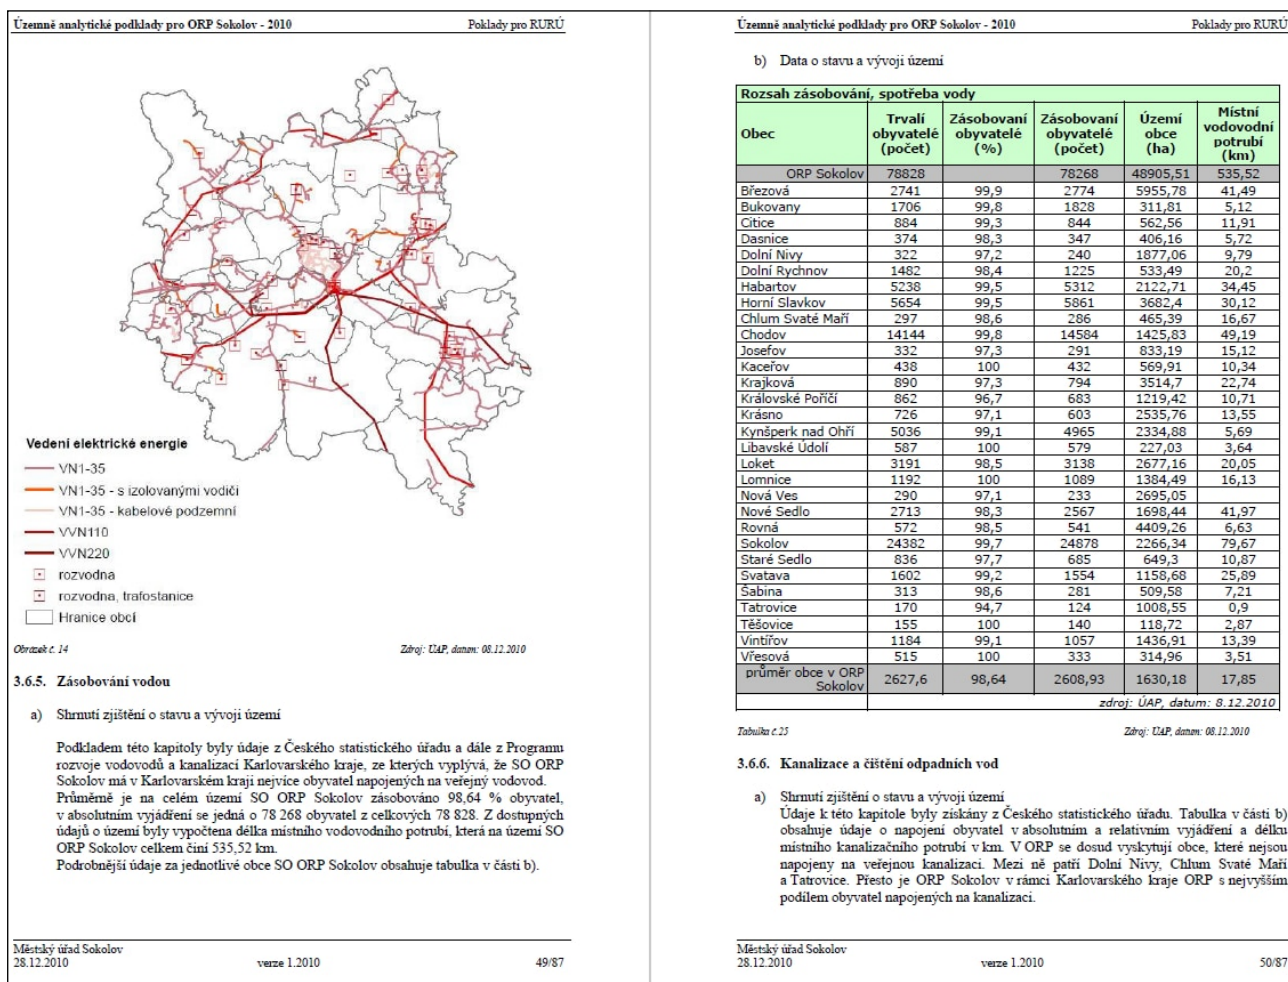 Územně analytické podklady pro ORP Sokolov - 2010 Poklady pro RURÚ
Vedení elektrické energie
VN1-35
VN1-35 - s izolovanými vodiči
VN1-35 - kabelové podzemní
VVN110
VVN220
rozvodna
rozvodna, trafostanice
Hranice obcí
Obrázek č. 14 Zdroj: ÚAP, datum: 08.12.2010
3.6.5. Zásobování vodou
a) Shrnutí zjištění o stavu a vývoji území
Podkladem této kapitoly byly údaje z Českého statistického úřadu a dále z Programu
rozvoje vodovodů a kanalizací Karlovarského kraje, ze kterých vyplývá, že SO ORP
Sokolov má v Karlovarském kraji nejvíce obyvatel napojených na veřejný vodovod.
Průměrně je na celém území SO ORP Sokolov zásobováno 98,64 % obyvatel,
v absolutním vyjádření se jedná o 78 268 obyvatel z celkových 78 828. Z dostupných
údajů o území byly vypočtena délka místního vodovodního potrubí, která na území SO
ORP Sokolov celkem činí 535,52 km.
Podrobnější údaje za jednotlivé obce SO ORP Sokolov obsahuje tabulka v části b).
Městský úřad Sokolov
28.12.2010 verze 1.2010 49/87
Územně analytické podklady pro ORP Sokolov - 2010 Poklady pro RURÚ
b) Data o stavu a vývoji území
Rozsah zásobování, spotřeba vody
Obec Trvalí obyvatelé (počet) Zásobovaní obyvatelé (%) Zásobovaní obyvatelé (počet) Území obce (ha) Místní vodovodní potrubí (km)
ORP Sokolov 78828 78268 48905,51 535,52
Březová 2741 99,9 2774 5955,78 41,49
Bukovany 1706 99,8 1828 311,81 5,12
Citice 884 99,3 844 562,56 11,91
Dasnice 374 98,3 347 406,16 5,72
Dolní Nivy 322 97,2 240 1877,06 9,79
Dolní Rychnov 1482 98,4 1225 533,49 20,2
Habartov 5238 99,5 5312 2122,71 34,45
Horní Slavkov 5654 99,5 5861 3682,4 30,12
Chlum Svaté Maří 297 98,6 286 465,39 16,67
Chodov 14144 99,8 14584 1425,83 49,19
Josefov 332 97,3 291 833,19 15,12
Kaceřov 438 100 432 569,91 10,34
Krajková 890 97,3 794 3514,7 22,74
Královské Poříčí 862 96,7 683 1219,42 10,71
Krásno 726 97,1 603 2535,76 13,55
Kynšperk nad Ohří 5036 99,1 4965 2334,88 5,69
Libavské Údolí 587 100 579 227,03 3,64
Loket 3191 98,5 3138 2677,16 20,05
Lomnice 1192 100 1089 1384,49 16,13
Nová Ves 290 97,1 233 2695,05
Nové Sedlo 2713 98,3 2567 1698,44 41,97
Rovná 572 98,5 541 4409,26 6,63
Sokolov 24382 99,7 24878 2266,34 79,67
Staré Sedlo 836 97,7 685 649,3 10,87
Svatava 1602 99,2 1554 1158,68 25,89
Šabina 313 98,6 281 509,58 7,21
Tatrovice 170 94,7 124 1008,55 0,9
Těšovice 155 100 140 118,72 2,87
Vintířov 1184 99,1 1057 1436,91 13,39
Vřesová 515 100 333 314,96 3,51
průměr obce v ORP Sokolov 2627,6 98,64 2608,93 1630,18 17,85
zdroj: ÚAP, datum: 8.12.2010
Tabulka č.25 Zdroj: ÚAP, datum: 08.12.2010
3.6.6. Kanalizace a čištění odpadních vod
a) Shrnutí zjištění o stavu a vývoji území
Údaje k této kapitole byly získány z Českého statistického úřadu. Tabulka v části b)
obsahuje údaje o napojení obyvatel v absolutním a relativním vyjádření a délku
místního kanalizačního potrubí v km. V ORP se dosud vyskytují obce, které nejsou
napojeny na veřejnou kanalizaci. Mezi ně patří Dolní Nivy, Chlum Svaté Maří
a Tatrovice. Přesto je ORP Sokolov v rámci Karlovarského kraje ORP s nejvyšším
podílem obyvatel napojených na kanalizaci.
Městský úřad Sokolov
28.12.2010 verze 1.2010 50/87